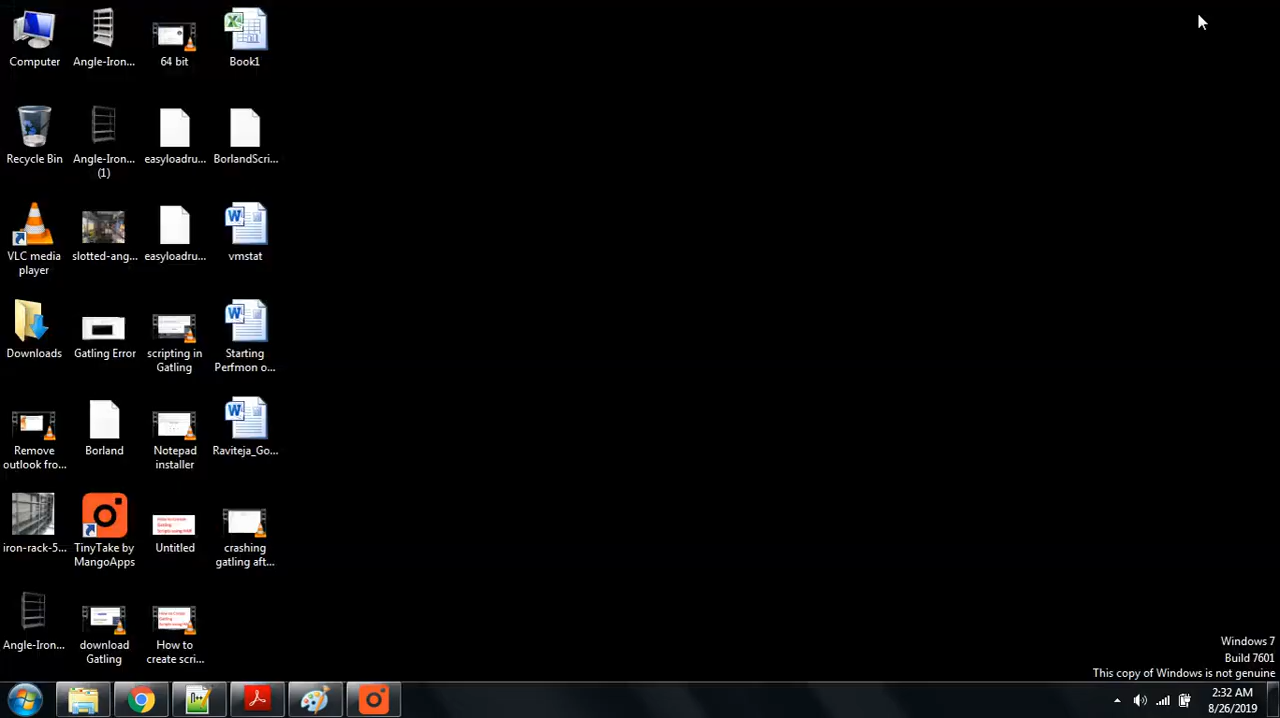 Computer
Angle-Iron...
64 bit
Book1
Recycle Bin
Angle-Iron...
(1)
easyloadru...
BorlandScri...
VLC media
player
slotted-ang...
easyloadru...
vmstat
Downloads
Gatling Error
scripting in
Gatling
Starting
Perfmon o...
Remove
outlook fro...
Borland
Notepad
installer
Raviteja_Go...
iron-rack-5...
TinyTake by
MangoApps
Untitled
crashing
gatling aft...
Angle-Iron...
download
Gatling
How to
create scri...
Windows 7
Build 7601
This copy of Windows is not genuine
2:32 AM
8/26/2019